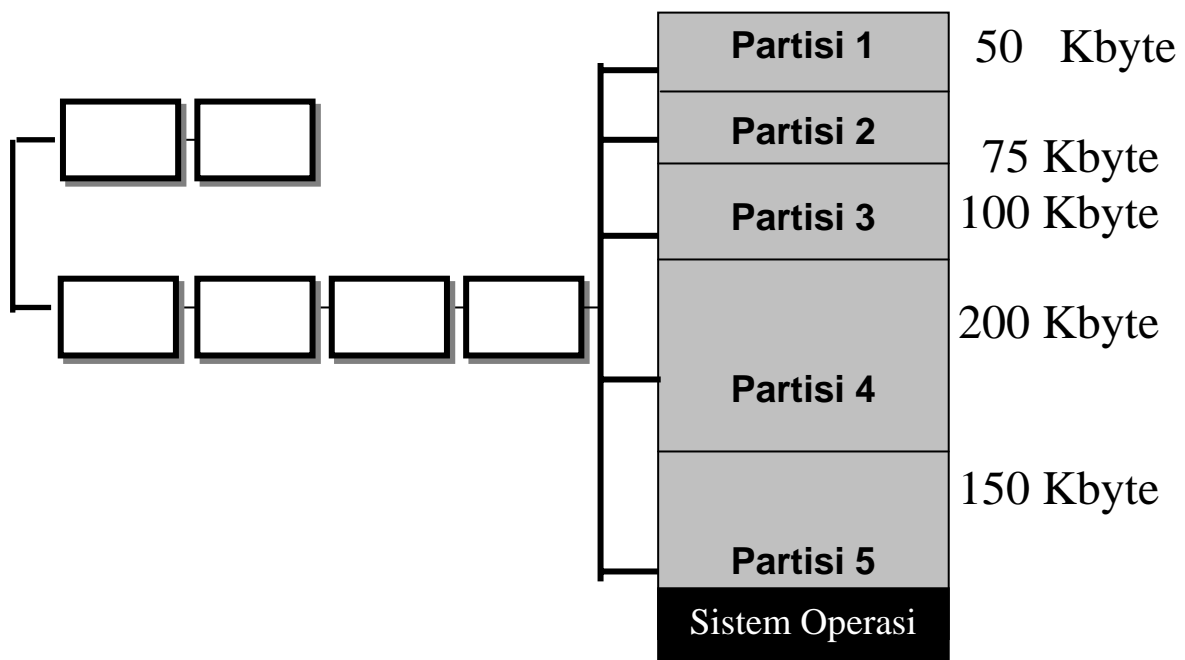 Partisi 1
50 Kbyte
Partisi 2
75 Kbyte
Partisi 3
100 Kbyte
200 Kbyte
Partisi 4
150 Kbyte
Partisi 5
Sistem Operasi